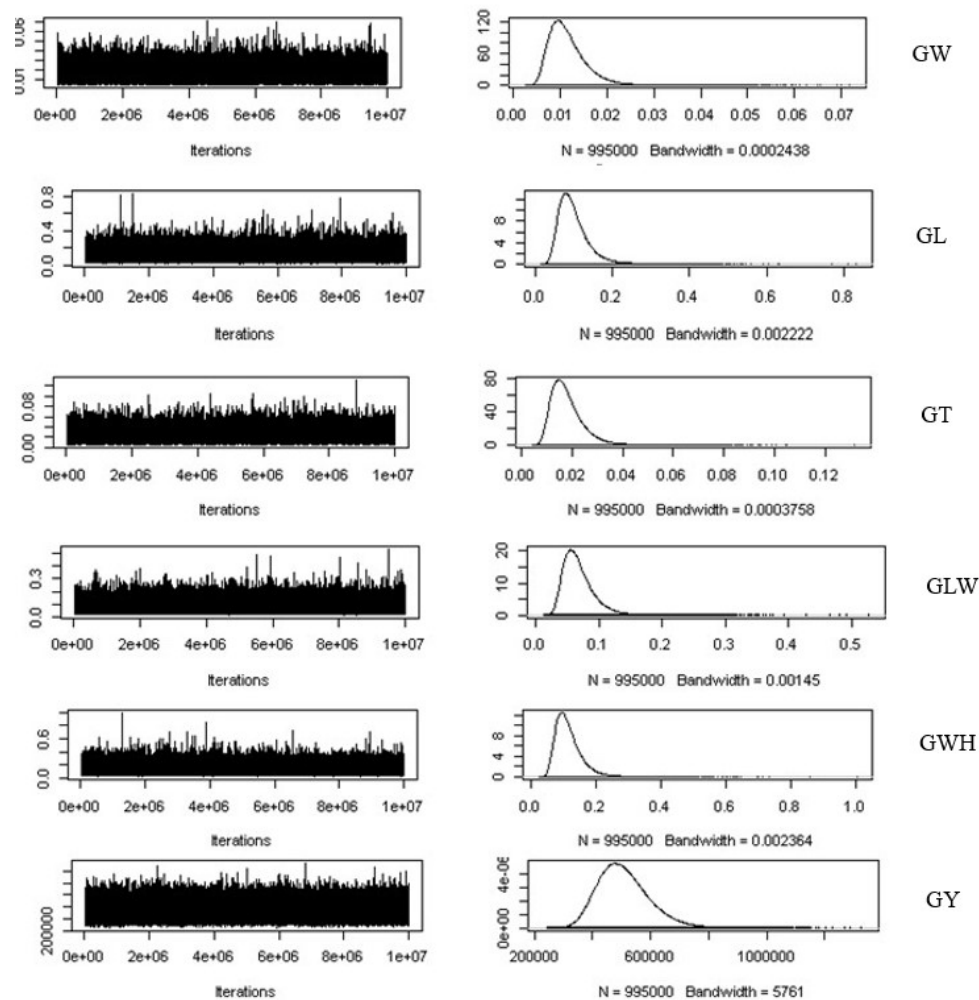 0.01 0.06
0e+00 2e+06 4e+06 6e+06 8e+06 1e+07
Iterations
0 60 120
0.00 0.01 0.02 0.03 0.04 0.05 0.06 0.07
N = 995000 Bandwidth = 0.0002438
GW
0.0 0.4 0.8
0e+00 2e+06 4e+06 6e+06 8e+06 1e+07
Iterations
0 4 8
0.0 0.2 0.4 0.6 0.8
N = 995000 Bandwidth = 0.002222
GL
0.00 0.08
0e+00 2e+06 4e+06 6e+06 8e+06 1e+07
Iterations
0 40 80
0.00 0.02 0.04 0.06 0.08 0.10 0.12
N = 995000 Bandwidth = 0.0003758
GT
0.0 0.3
0e+00 2e+06 4e+06 6e+06 8e+06 1e+07
Iterations
0 10 20
0.0 0.1 0.2 0.3 0.4 0.5
N = 995000 Bandwidth = 0.00145
GLW
0.0 0.6
0e+00 2e+06 4e+06 6e+06 8e+06 1e+07
Iterations
0 4 8
0.0 0.2 0.4 0.6 0.8 1.0
N = 995000 Bandwidth = 0.002364
GWH
200000
0e+00 2e+06 4e+06 6e+06 8e+06 1e+07
Iterations
0e+00 4e-06
200000 600000 1000000
N = 995000 Bandwidth = 5761
GY